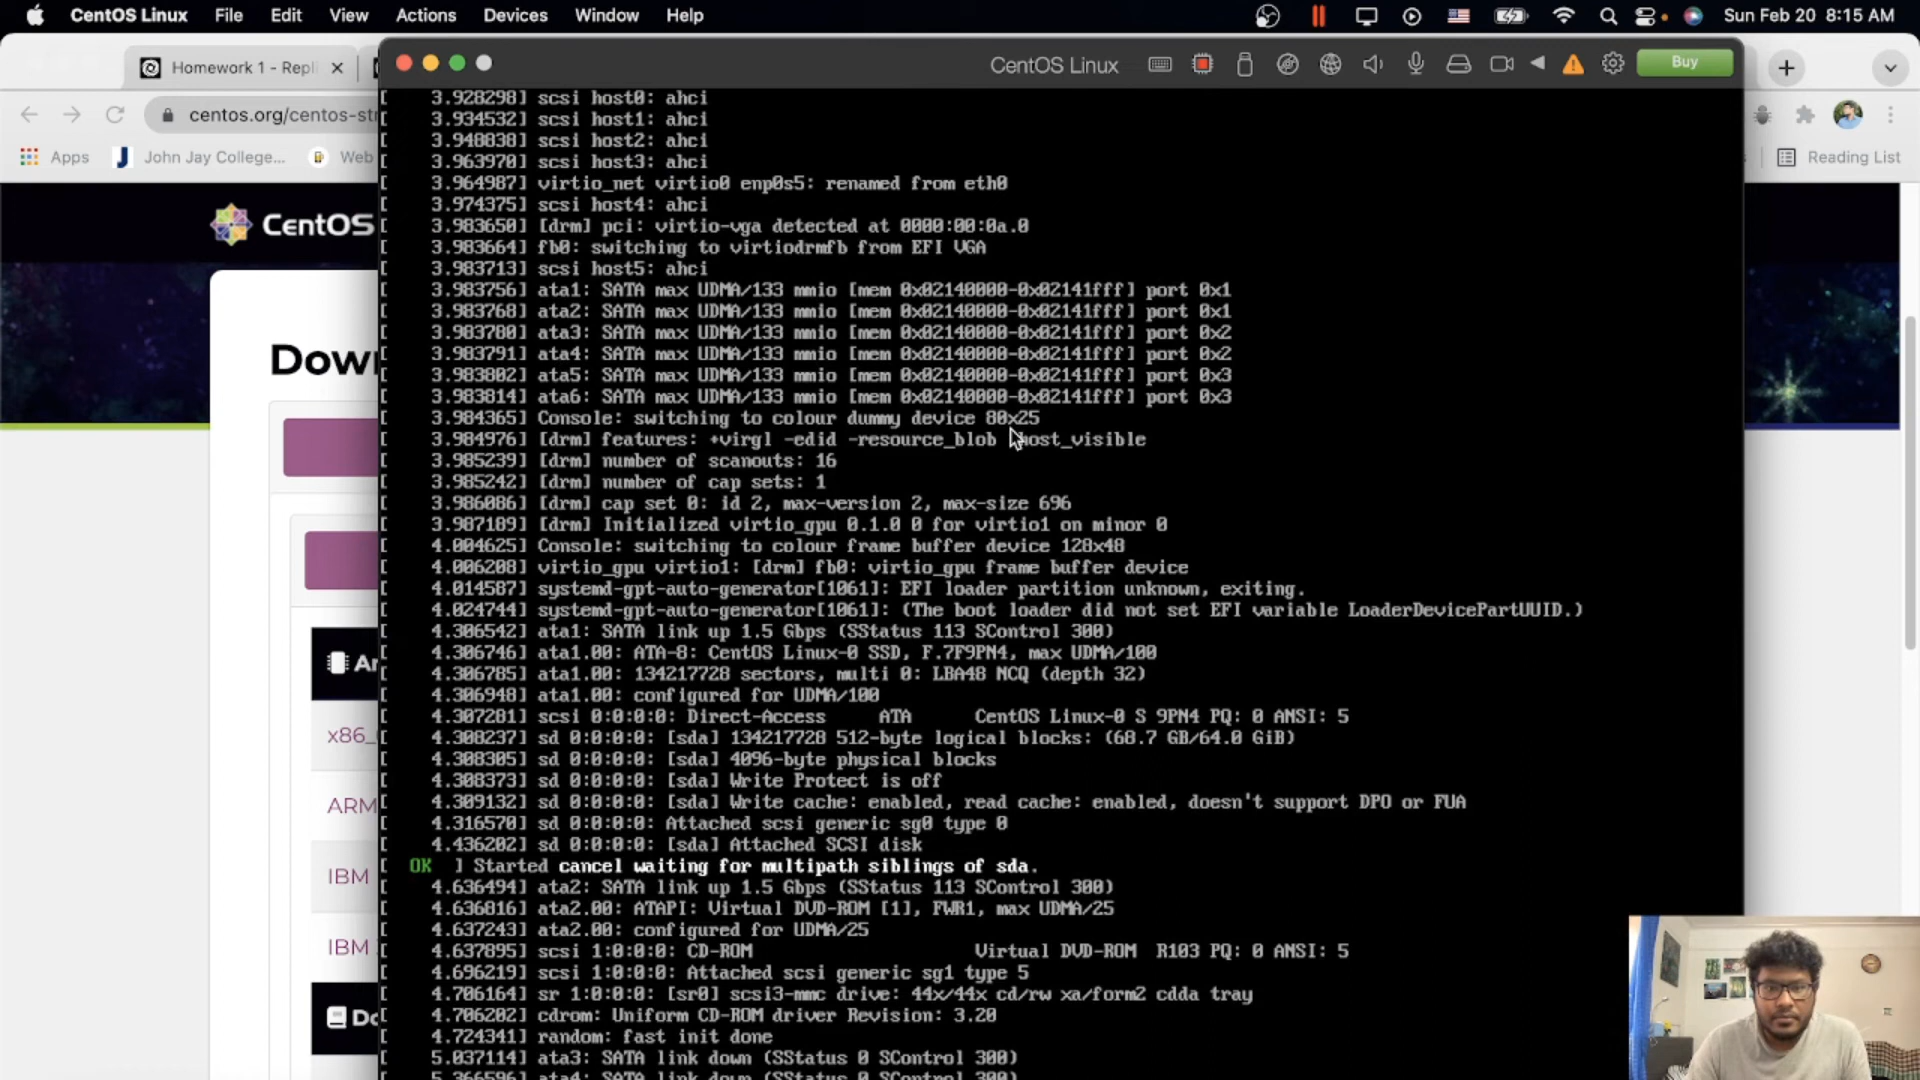 CentOS Linux File Edit View Actions Devices Window Help Sun Feb 20 8:15 AM
Homework 1 - Repli
CentOS Linux
Buy
centos.org/centos-str
Apps John Jay College... Web
Reading List
CentOS
Down
x86_
ARM
IBM
IBM
[ 3.928298] scsi host0: ahci
[ 3.934532] scsi host1: ahci
[ 3.948838] scsi host2: ahci
[ 3.963970] scsi host3: ahci
[ 3.964987] virtio_net virtio0 enp0s5: renamed from eth0
[ 3.974375] scsi host4: ahci
[ 3.983650] [drm] pci: virtio-vga detected at 0000:00:0a.0
[ 3.983664] fb0: switching to virtiodrmfb from EFI VGA
[ 3.983713] scsi host5: ahci
[ 3.983756] ata1: SATA max UDMA/133 mmio [mem 0x02140000-0x02141fff] port 0x1
[ 3.983768] ata2: SATA max UDMA/133 mmio [mem 0x02140000-0x02141fff] port 0x1
[ 3.983780] ata3: SATA max UDMA/133 mmio [mem 0x02140000-0x02141fff] port 0x2
[ 3.983791] ata4: SATA max UDMA/133 mmio [mem 0x02140000-0x02141fff] port 0x2
[ 3.983802] ata5: SATA max UDMA/133 mmio [mem 0x02140000-0x02141fff] port 0x3
[ 3.983814] ata6: SATA max UDMA/133 mmio [mem 0x02140000-0x02141fff] port 0x3
[ 3.984365] Console: switching to colour dummy device 80x25
[ 3.984976] [drm] features: +virgl -edid -resource_blob -host_visible
[ 3.985239] [drm] number of scanouts: 16
[ 3.985242] [drm] number of cap sets: 1
[ 3.986086] [drm] cap set 0: id 2, max-version 2, max-size 696
[ 3.987189] [drm] Initialized virtio_gpu 0.1.0 0 for virtio1 on minor 0
[ 4.004625] Console: switching to colour frame buffer device 128x48
[ 4.006208] virtio_gpu virtio1: [drm] fb0: virtio_gpu frame buffer device
[ 4.014587] systemd-gpt-auto-generator[1061]: EFI loader partition unknown, exiting.
[ 4.024744] systemd-gpt-auto-generator[1061]: (The boot loader did not set EFI variable LoaderDevicePartUUID.)
[ 4.306542] ata1: SATA link up 1.5 Gbps (SStatus 113 SControl 300)
[ 4.306746] ata1.00: ATA-8: CentOS Linux-0 SSD, F.7F9PN4, max UDMA/100
[ 4.306785] ata1.00: 134217728 sectors, multi 0: LBA48 NCQ (depth 32)
[ 4.306948] ata1.00: configured for UDMA/100
[ 4.307281] scsi 0:0:0:0: Direct-Access ATA CentOS Linux-0 S 9PN4 PQ: 0 ANSI: 5
[ 4.308237] sd 0:0:0:0: [sda] 134217728 512-byte logical blocks: (68.7 GB/64.0 GiB)
[ 4.308305] sd 0:0:0:0: [sda] 4096-byte physical blocks
[ 4.308373] sd 0:0:0:0: [sda] Write Protect is off
[ 4.309132] sd 0:0:0:0: [sda] Write cache: enabled, read cache: enabled, doesn't support DPO or FUA
[ 4.316570] sd 0:0:0:0: Attached scsi generic sg0 type 0
[ 4.436202] sd 0:0:0:0: [sda] Attached SCSI disk
[ OK ] Started cancel waiting for multipath siblings of sda.
[ 4.636494] ata2: SATA link up 1.5 Gbps (SStatus 113 SControl 300)
[ 4.636816] ata2.00: ATAPI: Virtual DVD-ROM [1], FWR1, max UDMA/25
[ 4.637243] ata2.00: configured for UDMA/25
[ 4.637895] scsi 1:0:0:0: CD-ROM Virtual DVD-ROM R103 PQ: 0 ANSI: 5
[ 4.696219] scsi 1:0:0:0: Attached scsi generic sg1 type 5
[ 4.706164] sr 1:0:0:0: [sr0] scsi3-mmc drive: 44x/44x cd/rw xa/form2 cdda tray
[ 4.706202] cdrom: Uniform CD-ROM driver Revision: 3.20
[ 4.724341] random: fast init done
[ 5.037114] ata3: SATA link down (SStatus 0 SControl 300)
[ 5.366596] ata4: SATA link down (SStatus 0 SControl 300)